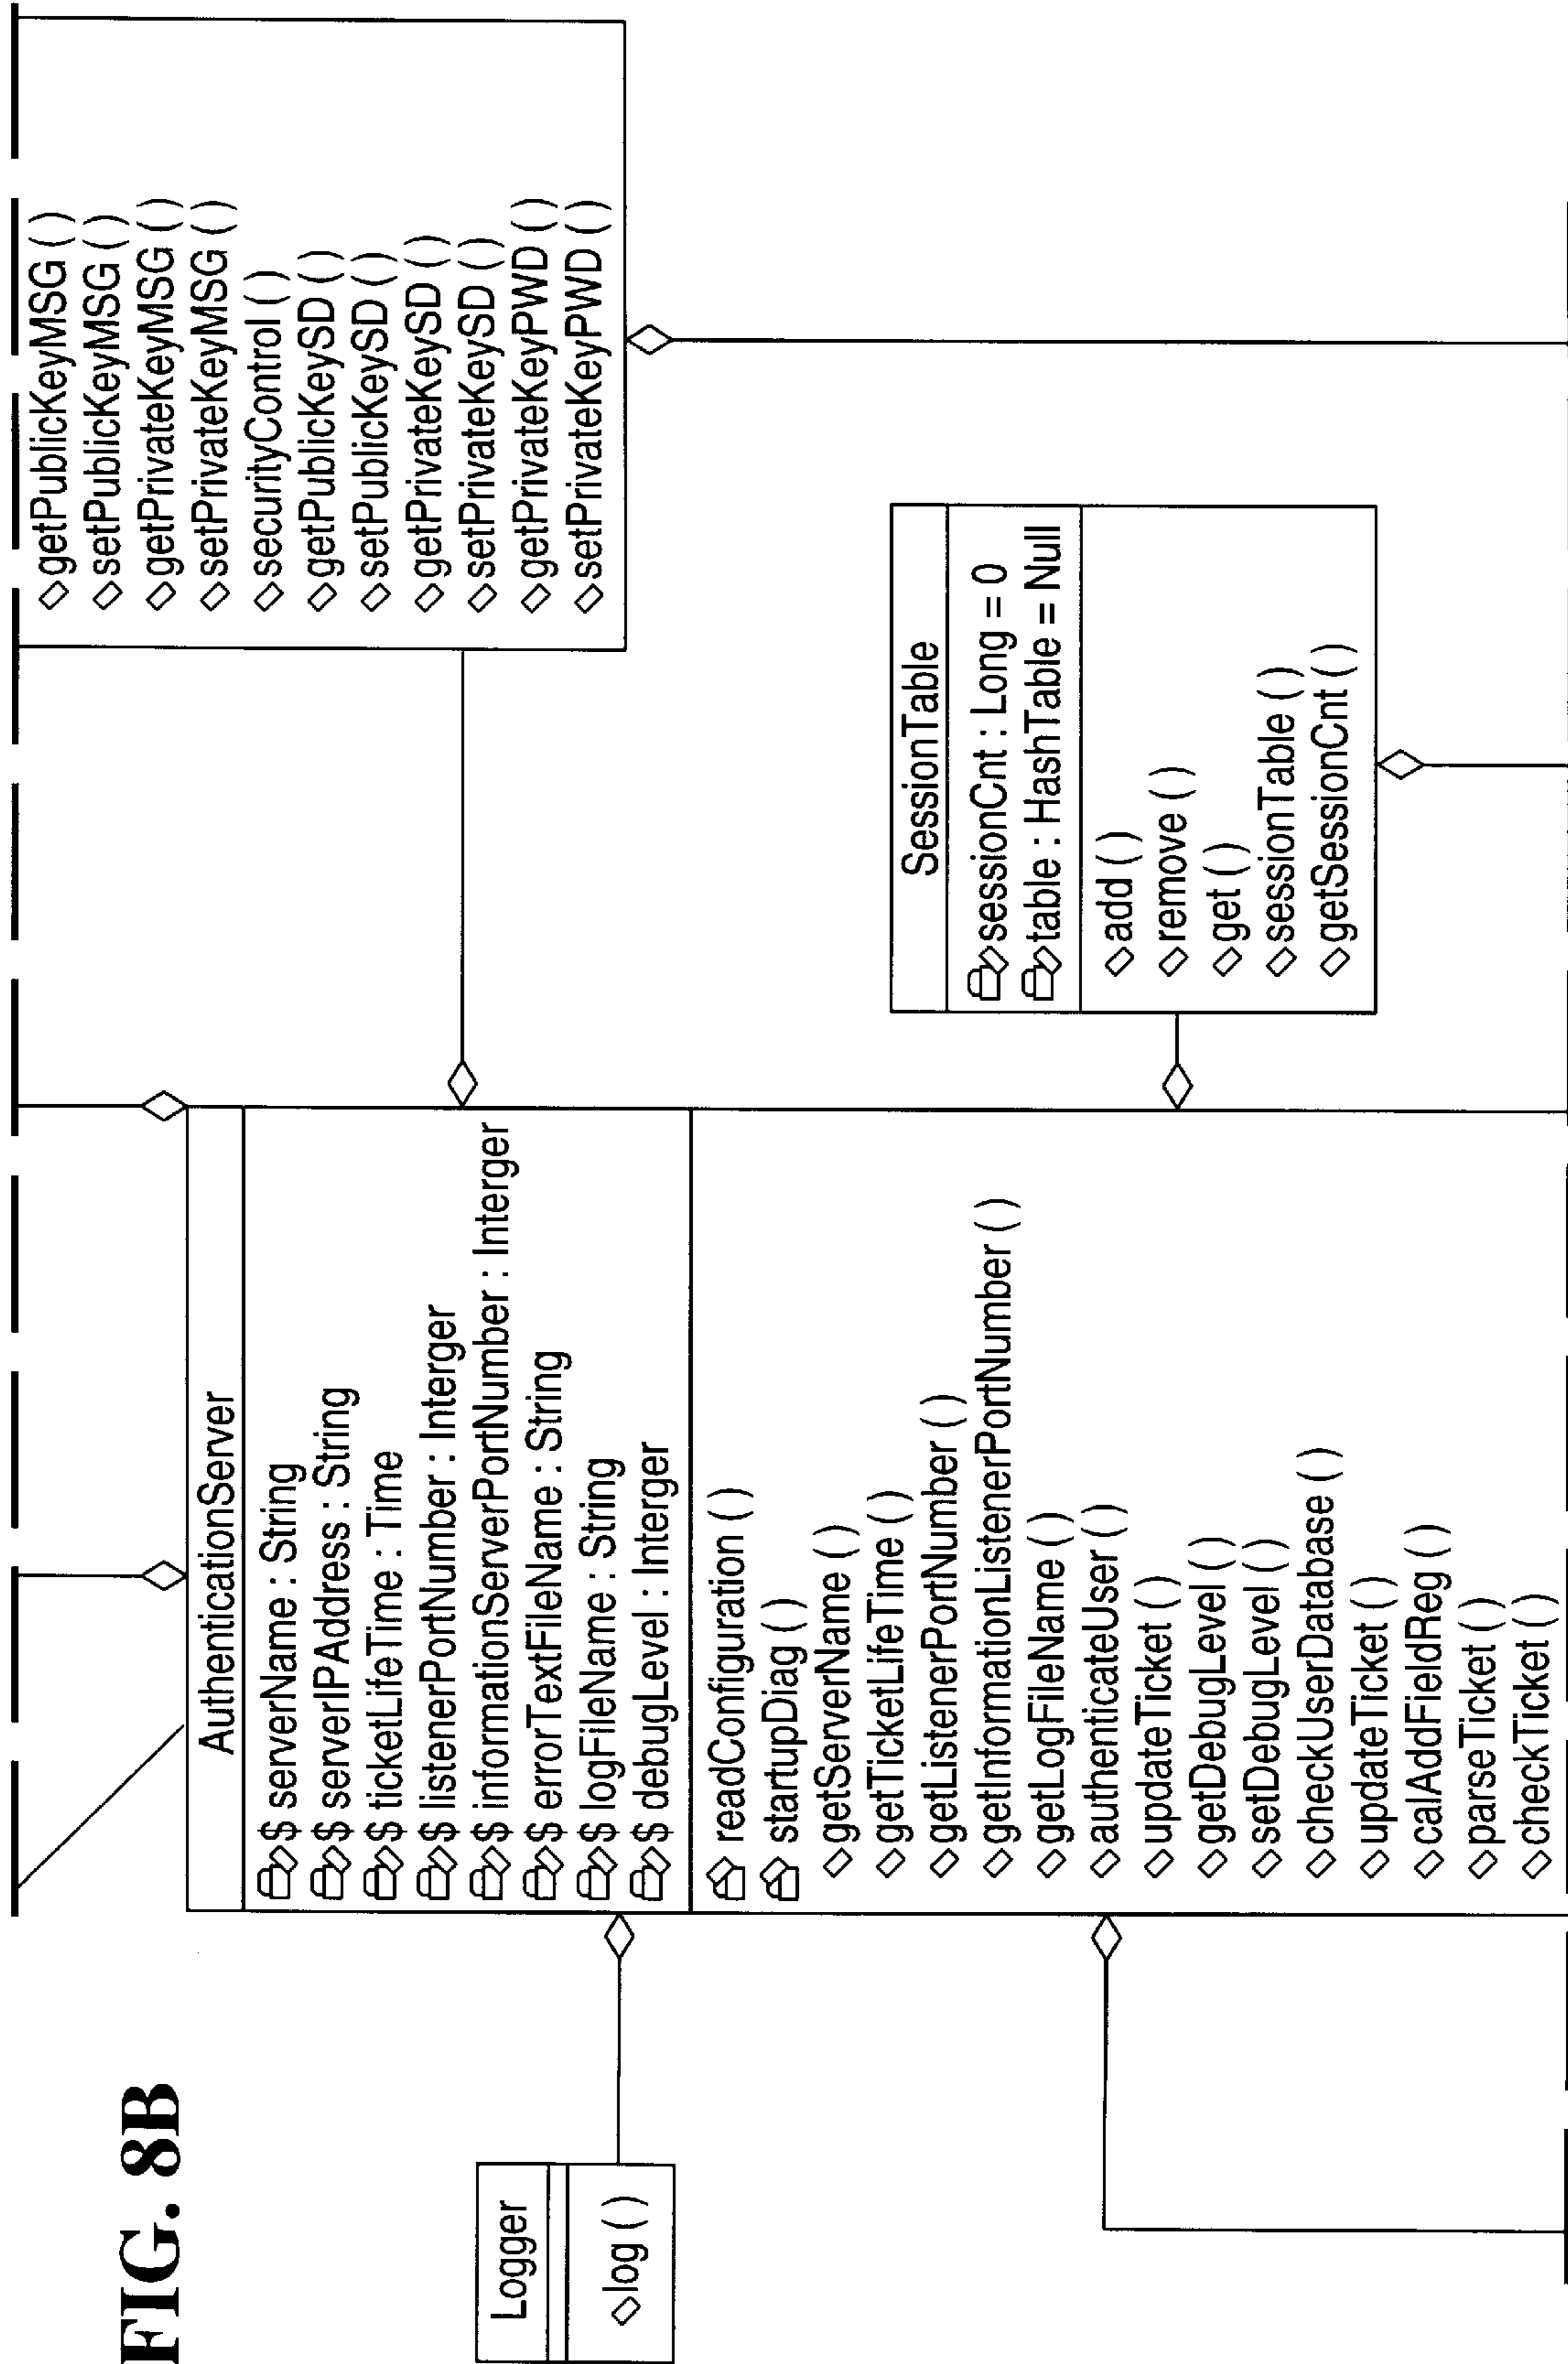 FIG. 8B
Logger
log ( )
AuthenticationServer
$ serverName : String
$ serverIPAddress : String
$ ticketLifeTime : Time
$ listenerPortNumber : Interger
$ informationServerPortNumber : Interger
$ errorTextFileName : String
$ logFileName : String
$ debugLevel : Interger
readConfiguration ( )
startupDiag ( )
getServerName ( )
getTicketLifeTime ( )
getListenerPortNumber ( )
getInformationListenerPortNumber ( )
getLogFileName ( )
authenticateUser ( )
updateTicket ( )
getDebugLevel ( )
setDebugLevel ( )
checkUserDatabase ( )
updateTicket ( )
calAddFieldReg ( )
parseTicket ( )
checkTicket ( )
getPublicKeyMSG ( )
setPublicKeyMSG ( )
getPrivateKeyMSG ( )
setPrivateKeyMSG ( )
securityControl ( )
getPublicKeySD ( )
setPublicKeySD ( )
getPrivateKeySD ( )
setPrivateKeySD ( )
getPrivateKeyPWD ( )
setPrivateKeyPWD ( )
SessionTable
sessionCnt : Long = 0
table : HashTable = Null
add ( )
remove ( )
get ( )
sessionTable ( )
getSessionCnt ( )